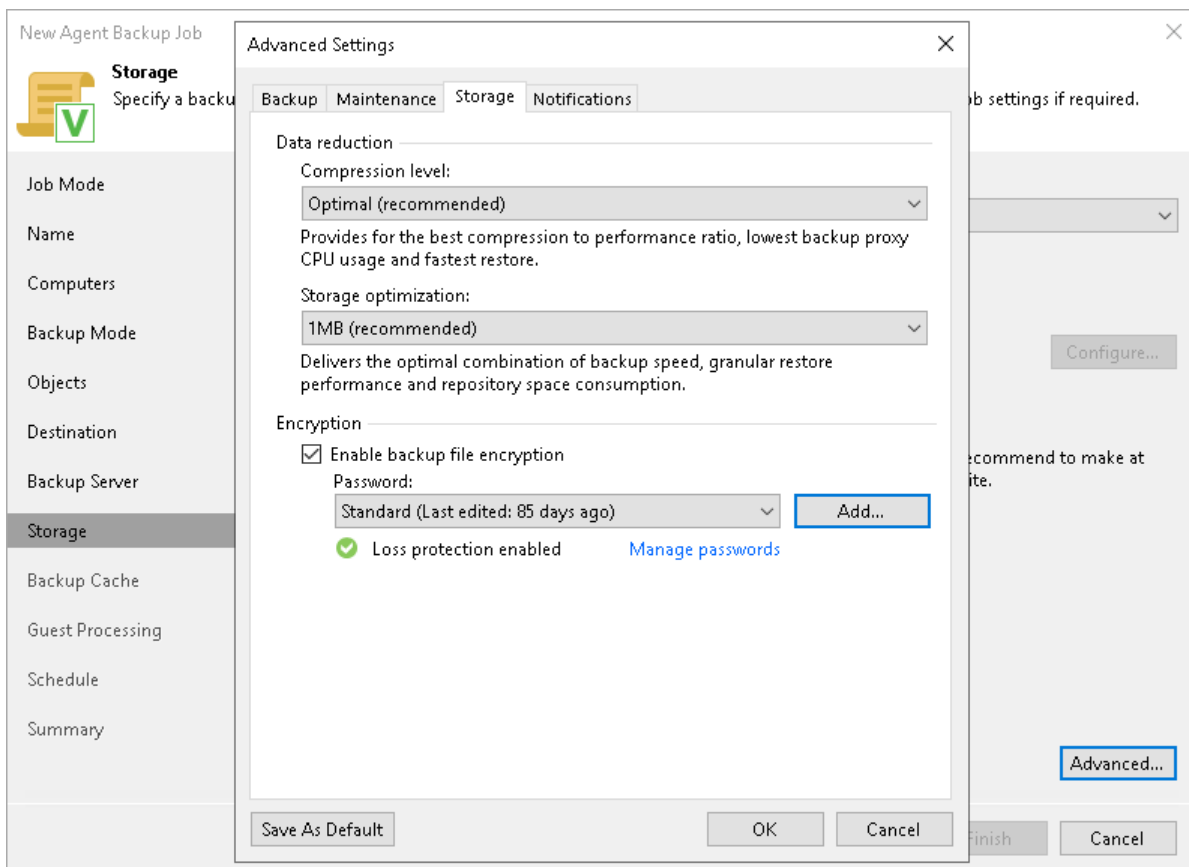 New Agent Backup Job
Storage
Specify a backu
b settings if required.
Job Mode
Name
Computers
Backup Mode
Objects
Destination
Backup Server
Storage
Backup Cache
Guest Processing
Schedule
Summary
Advanced Settings
Backup
Maintenance
Storage
Notifications
Data reduction
Compression level:
Optimal (recommended)
Provides for the best compression to performance ratio, lowest backup proxy
CPU usage and fastest restore.
Storage optimization:
1MB (recommended)
Delivers the optimal combination of backup speed, granular restore
performance and repository space consumption.
Encryption
Enable backup file encryption
Password:
Standard (Last edited: 85 days ago)
Add...
Loss protection enabled
Manage passwords
Save As Default
OK
Cancel
Configure...
ecommend to make at
ite.
Advanced...
Finish
Cancel